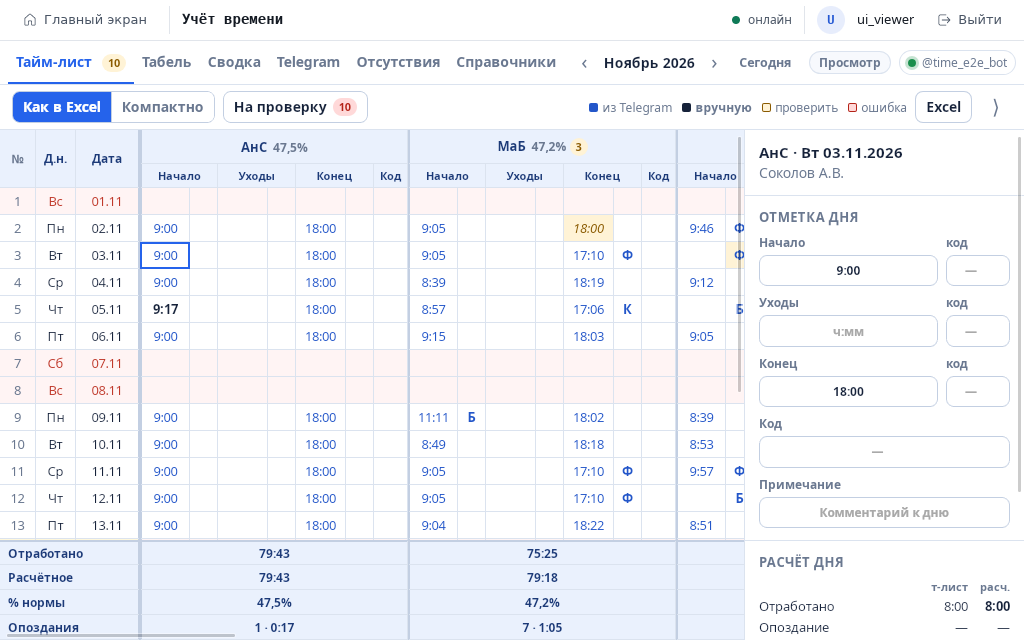 Главный экран Учёт времени онлайн U ui_viewer Выйти
Тайм-лист 10 Табель Сводка Telegram Отсутствия Справочники ‹ Ноябрь 2026 › Сегодня Просмотр @time_e2e_bot
Как в Excel Компактно На проверку 10 из Telegram вручную проверить ошибка Excel ⟩
№ Д.н. Дата АнС 47,5% МаБ 47,2% 3
Начало Уходы Конец Код Начало Уходы Конец Код Начало
1 Вс 01.11
2 Пн 02.11 9:00 18:00 9:05 18:00 9:46 Ф
3 Вт 03.11 9:00 18:00 9:05 17:10 Ф Ф
4 Ср 04.11 9:00 18:00 8:39 18:19 9:12
5 Чт 05.11 9:17 18:00 8:57 17:06 К Б
6 Пт 06.11 9:00 18:00 9:15 18:03 9:05
7 Сб 07.11
8 Вс 08.11
9 Пн 09.11 9:00 18:00 11:11 Б 18:02 8:39
10 Вт 10.11 9:00 18:00 8:49 18:18 8:53
11 Ср 11.11 9:00 18:00 9:05 17:10 Ф 9:57 Ф
12 Чт 12.11 9:00 18:00 9:05 17:10 Ф Б
13 Пт 13.11 9:00 18:00 9:04 18:22 8:51
Отработано 79:43 75:25
Расчётное 79:43 79:18
% нормы 47,5% 47,2%
Опоздания 1 · 0:17 7 · 1:05
АнС · Вт 03.11.2026
Соколов А.В.
ОТМЕТКА ДНЯ
Начало код
9:00 —
Уходы код
ч:мм —
Конец код
18:00 —
Код
—
Примечание
Комментарий к дню
РАСЧЁТ ДНЯ
т-лист расч.
Отработано 8:00 8:00
Опоздание — —